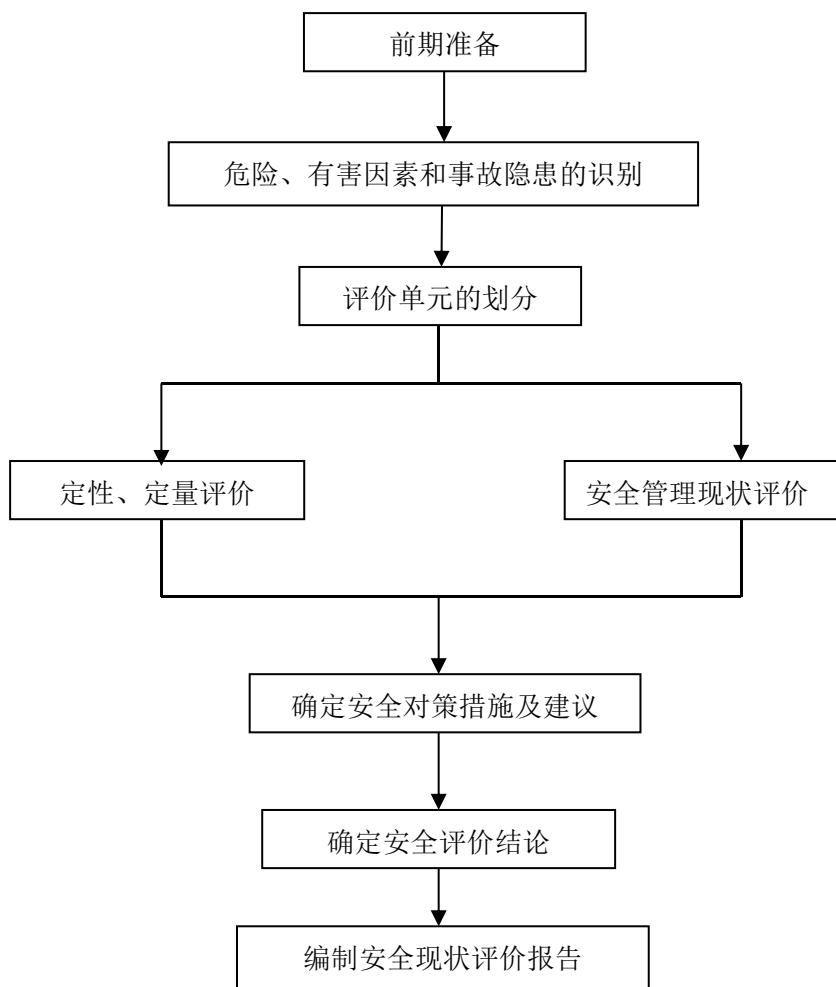 前期准备
危险、有害因素和事故隐患的识别
评价单元的划分
定性、定量评价
安全管理现状评价
确定安全对策措施及建议
确定安全评价结论
编制安全现状评价报告